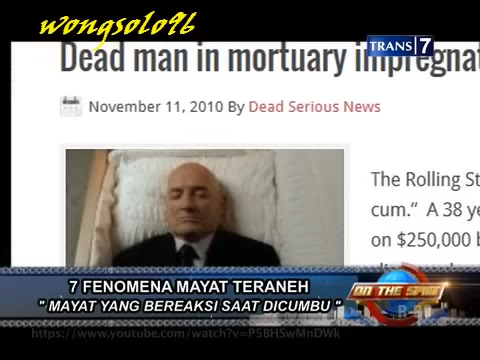 wongsolo96
TRANS 7
Dead man in mortuary impregnat
November 11, 2010 By Dead Serious News
The Rolling St
cum." A 38 ye
on $250,000 b
7 FENOMENA MAYAT TERANEH
" MAYAT YANG BEREAKSI SAAT DICUMBU "
ON THE SPOT
https://youtube.com/watch?v=P5BHSwMnDWk